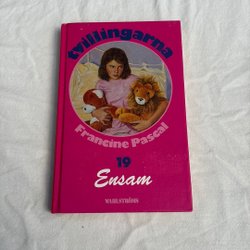 tvillingarna
Francine Pascal
19
Ensam
WAHLSTRÖMS